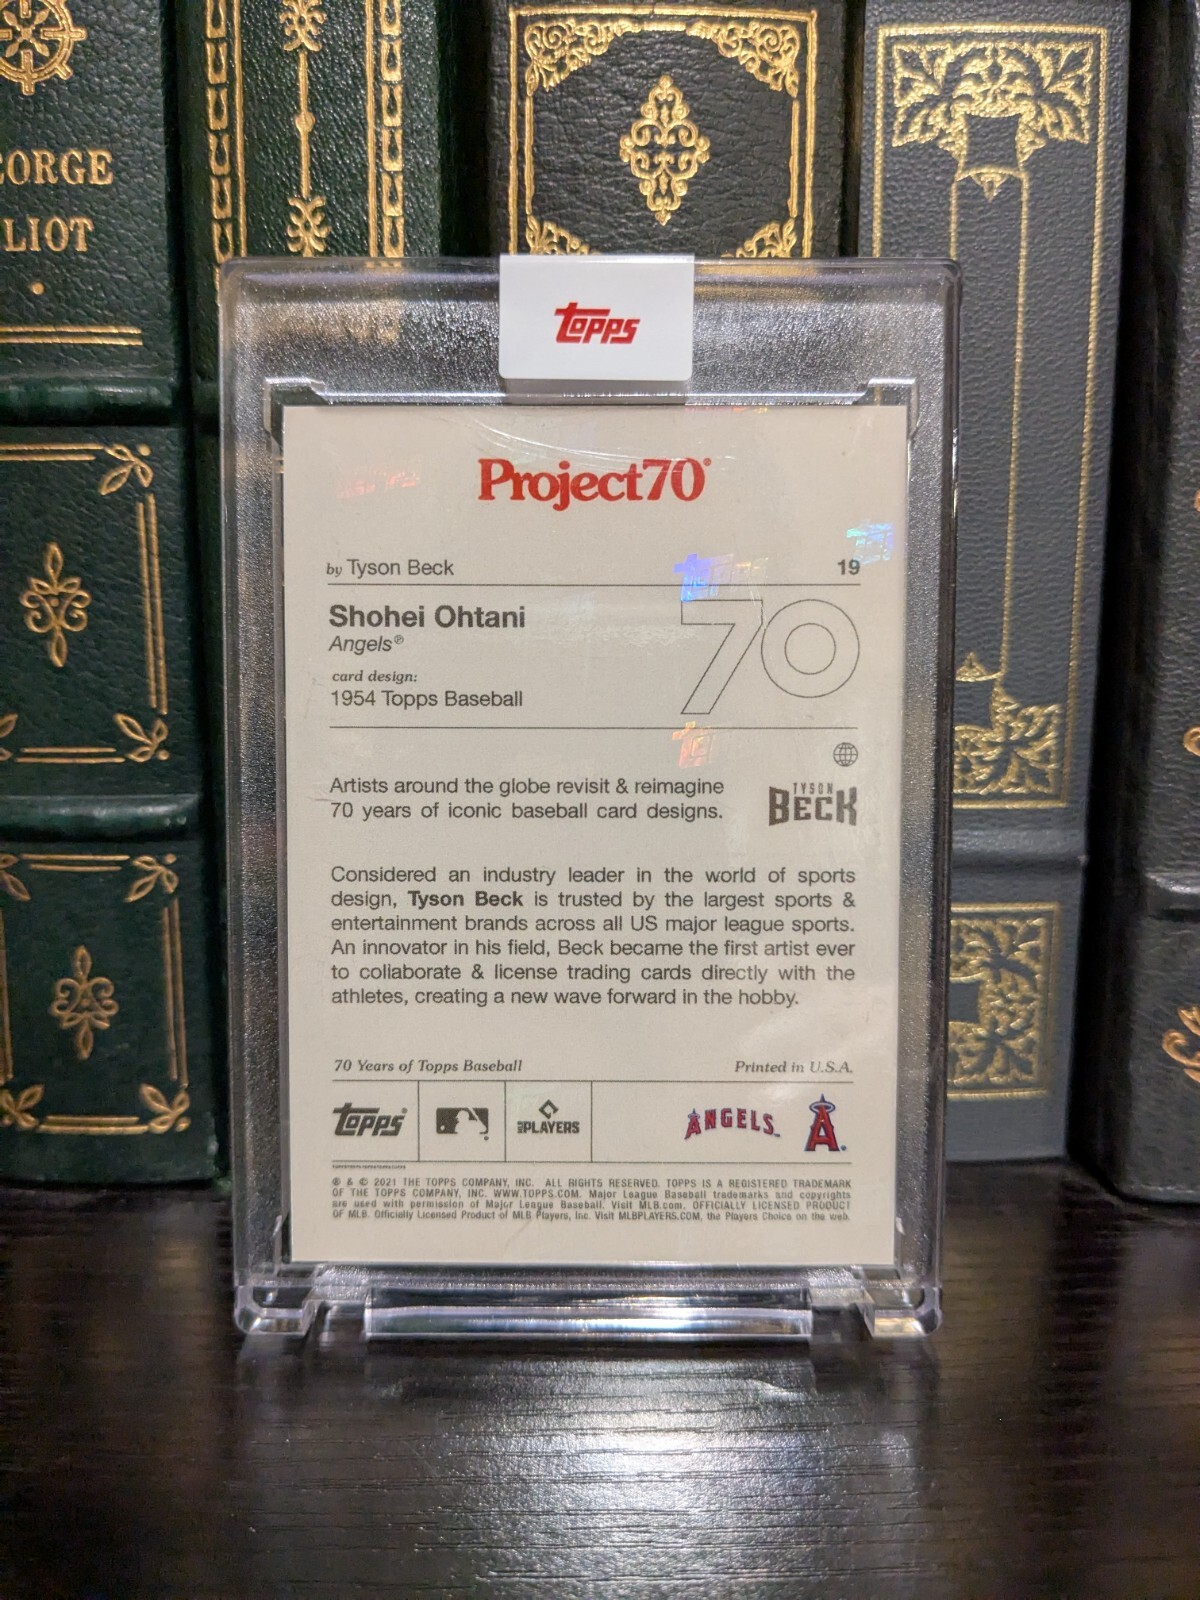 EORGE
LIOT
TOPPS
Project70®
by Tyson Beck 19
Shohei Ohtani
Angels®
card design:
1954 Topps Baseball
70
Artists around the globe revisit & reimagine
70 years of iconic baseball card designs.
TYSON
BECK
Considered an industry leader in the world of sports
design, Tyson Beck is trusted by the largest sports &
entertainment brands across all US major league sports.
An innovator in his field, Beck became the first artist ever
to collaborate & license trading cards directly with the
athletes, creating a new wave forward in the hobby.
70 Years of Topps Baseball Printed in U.S.A.
TOPPS® MLB PLAYERS ANGELS A
® & © 2021 THE TOPPS COMPANY, INC. ALL RIGHTS RESERVED. TOPPS IS A REGISTERED TRADEMARK
OF THE TOPPS COMPANY, INC. WWW.TOPPS.COM. Major League Baseball trademarks and copyrights
are used with permission of Major League Baseball. Visit MLB.com. OFFICIALLY LICENSED PRODUCT
OF MLB. Officially Licensed Product of MLB Players, Inc. Visit MLBPLAYERS.COM, the Players Choice on the web.